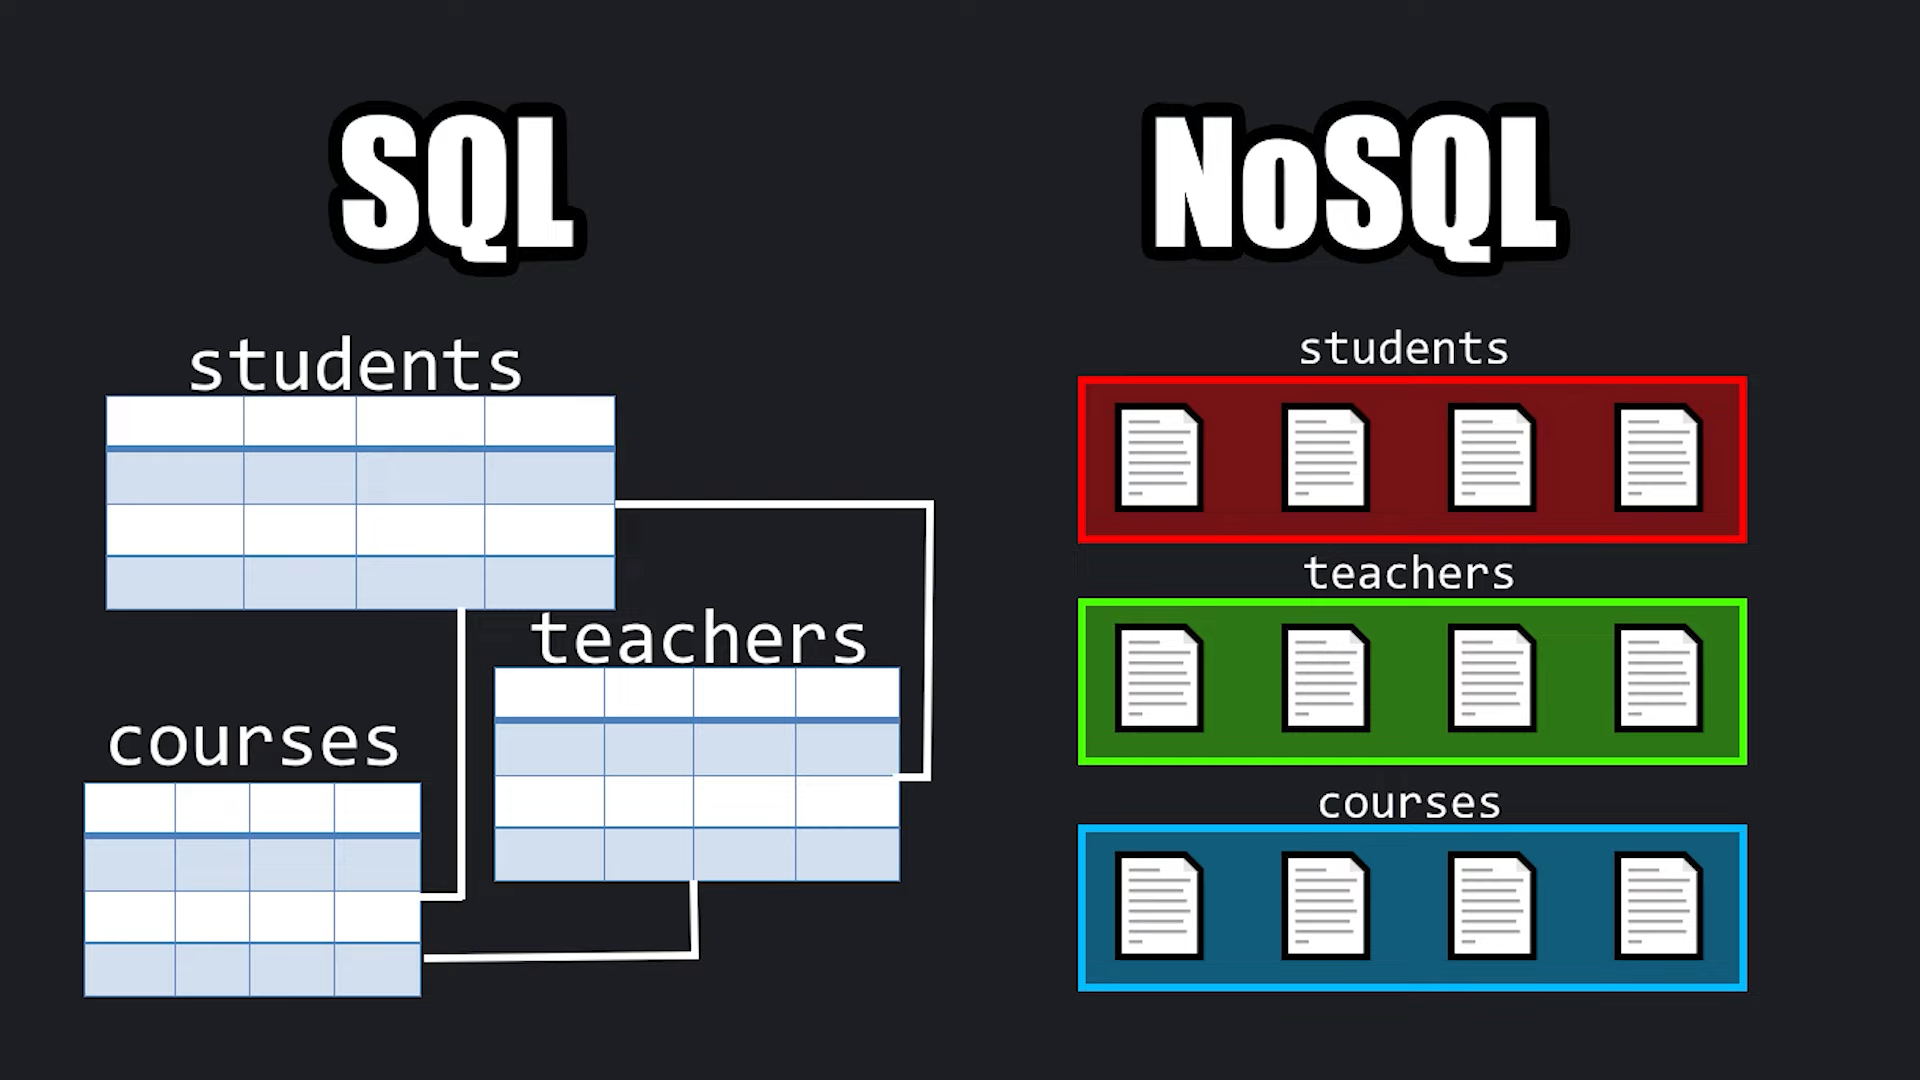 SQL
students
teachers
courses
NoSQL
students
teachers
courses